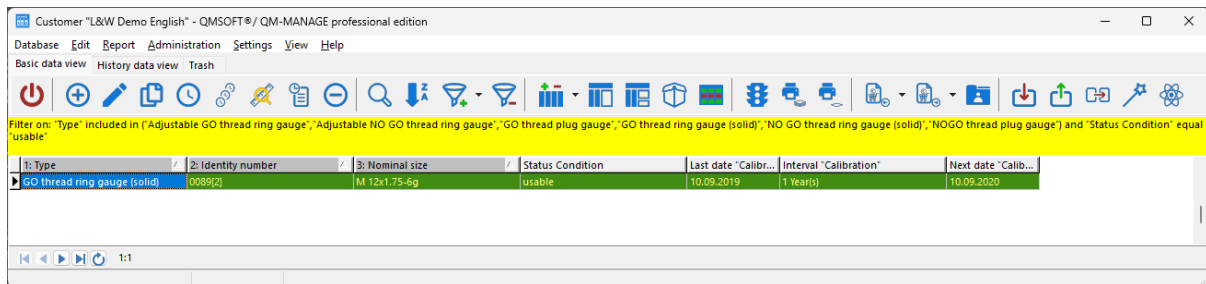 Customer "L&W Demo English" - QMSOFT®/ QM-MANAGE professional edition
Database Edit Report Administration Settings View Help
Basic data view History data view Trash
Filter on: "Type" included in ("Adjustable GO thread ring gauge","Adjustable NO GO thread ring gauge","GO thread plug gauge","GO thread ring gauge (solid)","NO GO thread ring gauge (solid)","NOGO thread plug gauge") and "Status Condition" equal
"usable"
1: Type 2: Identity number 3: Nominal size Status Condition Last date "Calibr... Interval "Calibration" Next date "Calib...
GO thread ring gauge (solid) 0089[2] M 12x1.75-6g usable 10.09.2019 1 Year(s) 10.09.2020
1:1